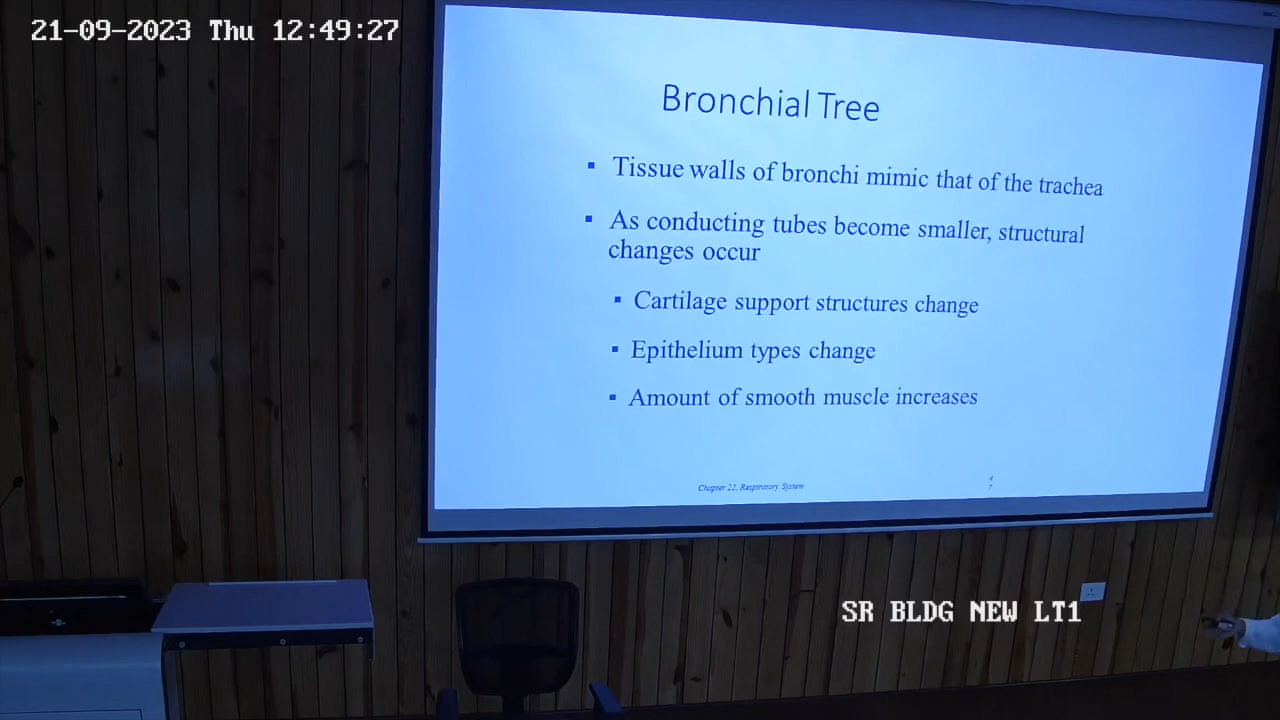 21-09-2023 Thu 12:49:27
Bronchial Tree
▪ Tissue walls of bronchi mimic that of the trachea
▪ As conducting tubes become smaller, structural
changes occur
▪ Cartilage support structures change
▪ Epithelium types change
▪ Amount of smooth muscle increases
Chapter 22, Respiratory System
4
7
SR BLDG NEW LT1